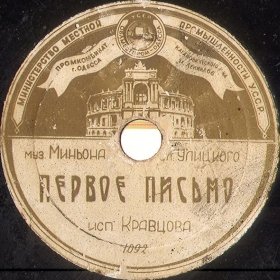 МИНИСТЕРСТВО МЕСТНОЙ ПРОМЫШЛЕННОСТИ УССР
ПРОМКОМБИНАТ
г. ОДЕССА
муз. Миньона
Улицкого
ПЕРВОЕ ПИСЬМО
исп. Кравцова
1092